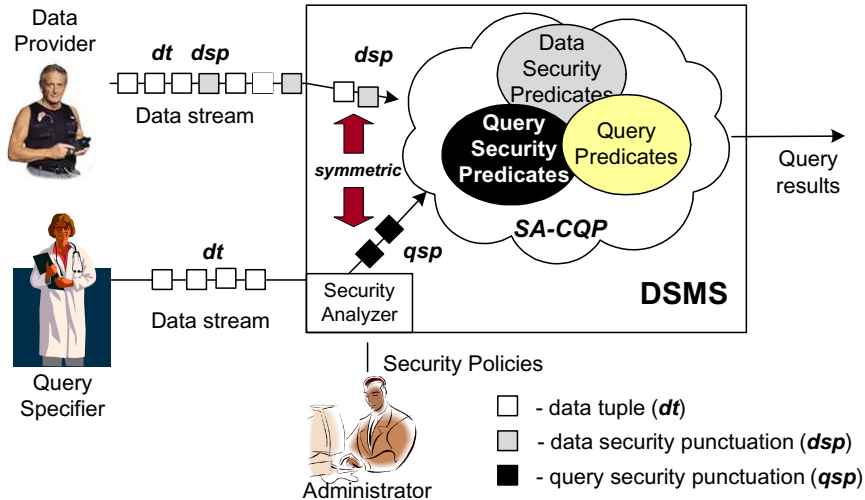 Data
Provider
dt dsp
Data stream
dsp
symmetric
Data
Security
Predicates
Query
Security
Predicates
Query
Predicates
SA-CQP
Query
results
Query
Specifier
dt
Data stream
qsp
Security
Analyzer
DSMS
Security Policies
Administrator
- data tuple (dt)
- data security punctuation (dsp)
- query security punctuation (qsp)